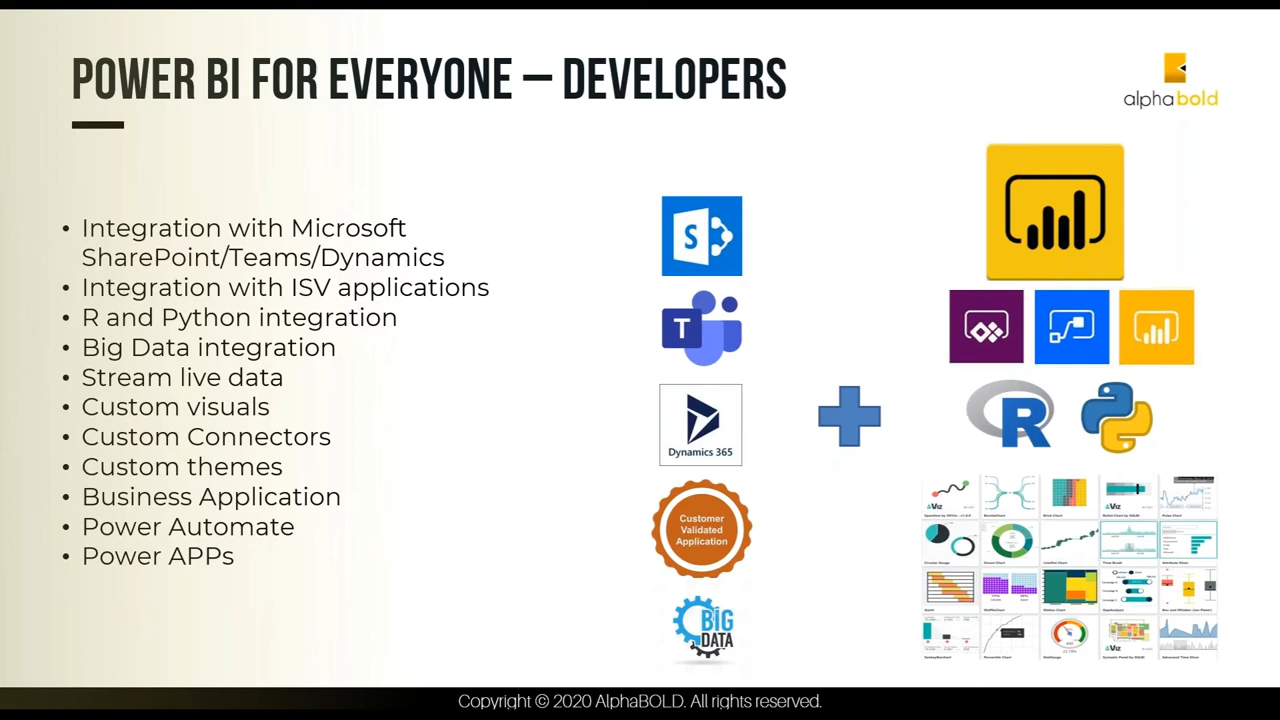 POWER BI FOR EVERYONE – DEVELOPERS
alphabold
• Integration with Microsoft
SharePoint/Teams/Dynamics
• Integration with ISV applications
• R and Python integration
• Big Data integration
• Stream live data
• Custom visuals
• Custom Connectors
• Custom themes
• Business Application
• Power Automate
• Power APPs
S
T
Dynamics 365
Customer
Validated
Application
BIG
DATA
R
Copyright © 2020 AlphaBOLD. All rights reserved.